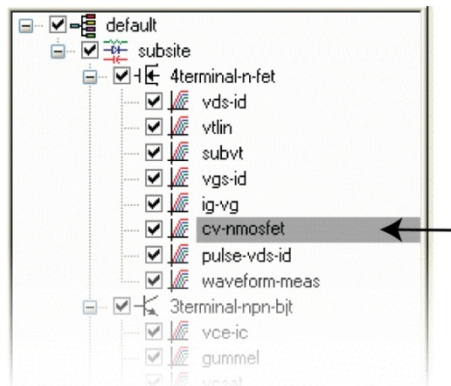 default
subsite
4terminal-n-fet
vds-id
vtlin
subvt
vgs-id
ig-vg
cv-nmosfet
pulse-vds-id
waveform-meas
3terminal-npn-bjt
vce-ic
gummel
vcsat